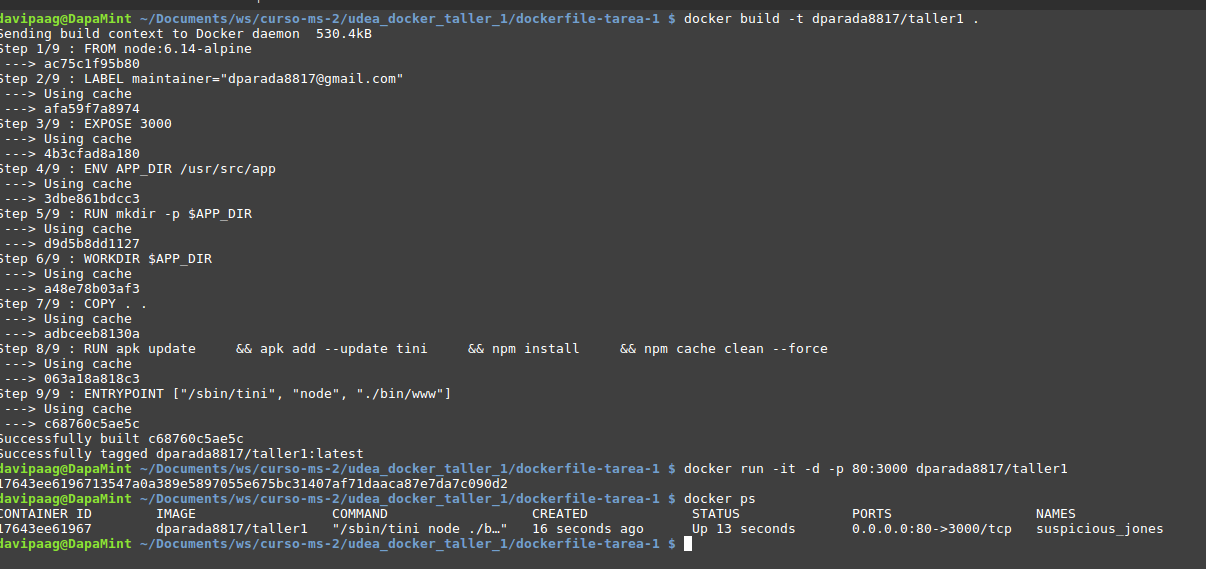 davipaag@DapaMint ~/Documents/ws/curso-ms-2/udea_docker_taller_1/dockerfile-tarea-1 $ docker build -t dparada8817/taller1 .
Sending build context to Docker daemon  530.4kB
Step 1/9 : FROM node:6.14-alpine
 ---> ac75c1f95b80
Step 2/9 : LABEL maintainer="dparada8817@gmail.com"
 ---> Using cache
 ---> afa59f7a8974
Step 3/9 : EXPOSE 3000
 ---> Using cache
 ---> 4b3cfad8a180
Step 4/9 : ENV APP_DIR /usr/src/app
 ---> Using cache
 ---> 3dbe861bdcc3
Step 5/9 : RUN mkdir -p $APP_DIR
 ---> Using cache
 ---> d9d5b8dd1127
Step 6/9 : WORKDIR $APP_DIR
 ---> Using cache
 ---> a48e78b03af3
Step 7/9 : COPY . .
 ---> Using cache
 ---> adbceeb8130a
Step 8/9 : RUN apk update     && apk add --update tini     && npm install     && npm cache clean --force
 ---> Using cache
 ---> 063a18a818c3
Step 9/9 : ENTRYPOINT ["/sbin/tini", "node", "./bin/www"]
 ---> Using cache
 ---> c68760c5ae5c
Successfully built c68760c5ae5c
Successfully tagged dparada8817/taller1:latest
davipaag@DapaMint ~/Documents/ws/curso-ms-2/udea_docker_taller_1/dockerfile-tarea-1 $ docker run -it -d -p 80:3000 dparada8817/taller1
17643ee6196713547a0a389e5897055e675bc31407af71daaca87e7da7c090d2
davipaag@DapaMint ~/Documents/ws/curso-ms-2/udea_docker_taller_1/dockerfile-tarea-1 $ docker ps
CONTAINER ID        IMAGE                 COMMAND                  CREATED             STATUS              PORTS                  NAMES
17643ee61967        dparada8817/taller1   "/sbin/tini node ./b…"   16 seconds ago      Up 13 seconds       0.0.0.0:80->3000/tcp   suspicious_jones
davipaag@DapaMint ~/Documents/ws/curso-ms-2/udea_docker_taller_1/dockerfile-tarea-1 $